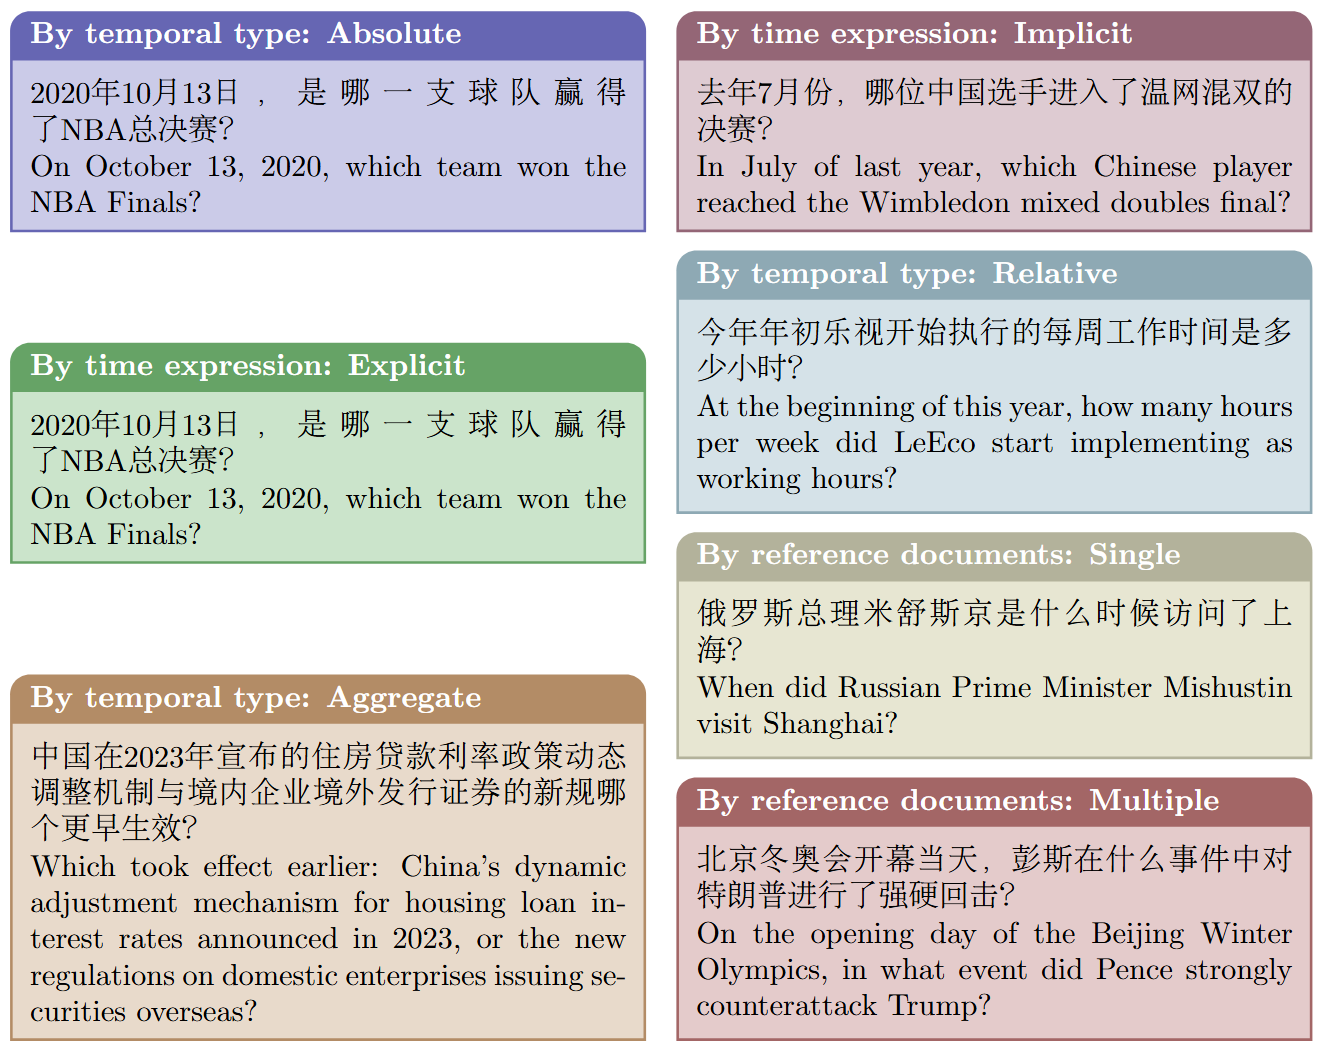 By temporal type: Absolute
2020年10月13日，是哪一支球队赢得
了NBA总决赛?
On October 13, 2020, which team won the
NBA Finals?
By time expression: Explicit
2020年10月13日，是哪一支球队赢得
了NBA总决赛?
On October 13, 2020, which team won the
NBA Finals?
By temporal type: Aggregate
中国在2023年宣布的住房贷款利率政策动态
调整机制与境内企业境外发行证券的新规哪
个更早生效?
Which took effect earlier: China's dynamic
adjustment mechanism for housing loan in-
terest rates announced in 2023, or the new
regulations on domestic enterprises issuing se-
curities overseas?
By time expression: Implicit
去年7月份，哪位中国选手进入了温网混双的
决赛?
In July of last year, which Chinese player
reached the Wimbledon mixed doubles final?
By temporal type: Relative
今年年初乐视开始执行的每周工作时间是多
少小时?
At the beginning of this year, how many hours
per week did LeEco start implementing as
working hours?
By reference documents: Single
俄罗斯总理米舒斯京是什么时候访问了上
海?
When did Russian Prime Minister Mishustin
visit Shanghai?
By reference documents: Multiple
北京冬奥会开幕当天，彭斯在什么事件中对
特朗普进行了强硬回击?
On the opening day of the Beijing Winter
Olympics, in what event did Pence strongly
counterattack Trump?